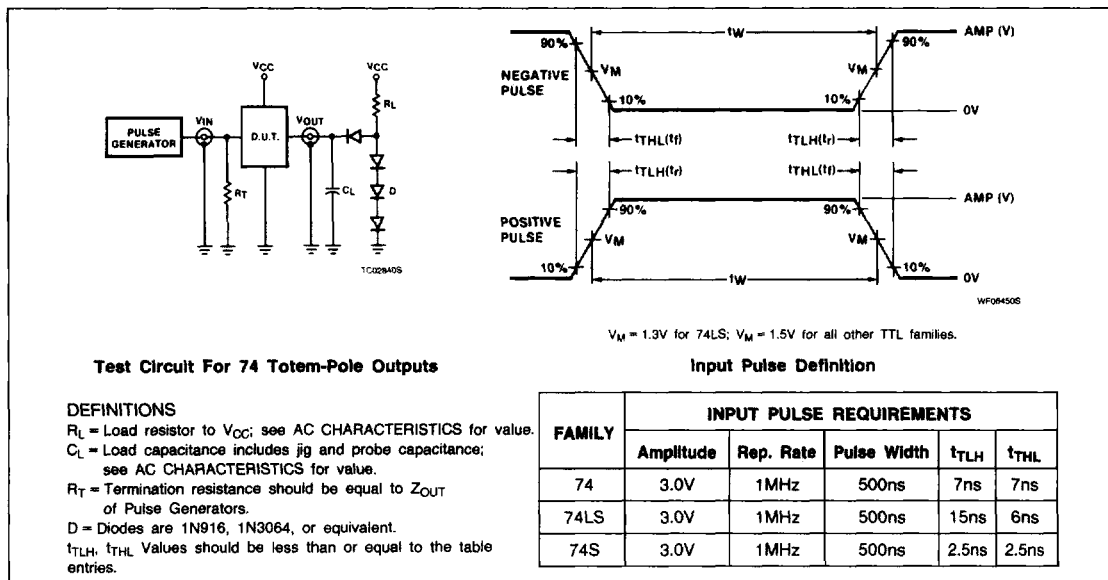 VCC
VCC
RL
PULSE
GENERATOR
VIN
D.U.T.
VOUT
RT
CL
D
TC02840S
tW
AMP (V)
90%
90%
NEGATIVE
PULSE
VM
VM
10%
10%
0V
tTHL(tf)
tTLH(tr)
tTLH(tr)
tTHL(tf)
AMP (V)
90%
90%
POSITIVE
PULSE
VM
VM
10%
10%
tW
0V
WF06450S
VM = 1.3V for 74LS; VM = 1.5V for all other TTL families.
Test Circuit For 74 Totem-Pole Outputs
Input Pulse Definition
DEFINITIONS
RL = Load resistor to VCC; see AC CHARACTERISTICS for value.
CL = Load capacitance includes jig and probe capacitance;
see AC CHARACTERISTICS for value.
RT = Termination resistance should be equal to ZOUT
of Pulse Generators.
D = Diodes are 1N916, 1N3064, or equivalent.
tTLH, tTHL Values should be less than or equal to the table
entries.
FAMILY INPUT PULSE REQUIREMENTS
Amplitude Rep. Rate Pulse Width tTLH tTHL
74 3.0V 1MHz 500ns 7ns 7ns
74LS 3.0V 1MHz 500ns 15ns 6ns
74S 3.0V 1MHz 500ns 2.5ns 2.5ns